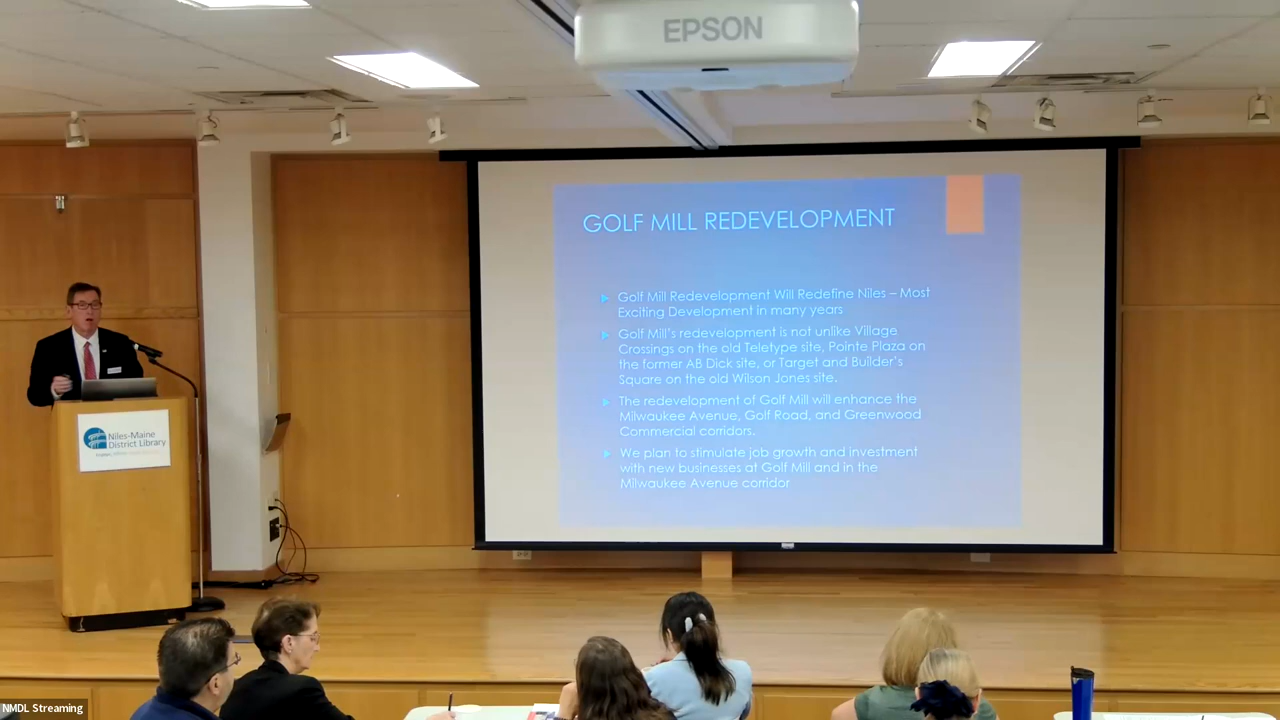 EPSON
GOLF MILL REDEVELOPMENT
Golf Mill Redevelopment Will Redefine Niles – Most
Exciting Development in many years
Golf Mill's redevelopment is not unlike Village
Crossings on the old Teletype site, Pointe Plaza on
the former AB Dick site, or Target and Builder's
Square on the old Wilson Jones site.
The redevelopment of Golf Mill will enhance the
Milwaukee Avenue, Golf Road, and Greenwood
Commercial corridors.
We plan to stimulate job growth and investment
with new businesses at Golf Mill and in the
Milwaukee Avenue corridor
Niles-Maine
District Library
NMDL Streaming